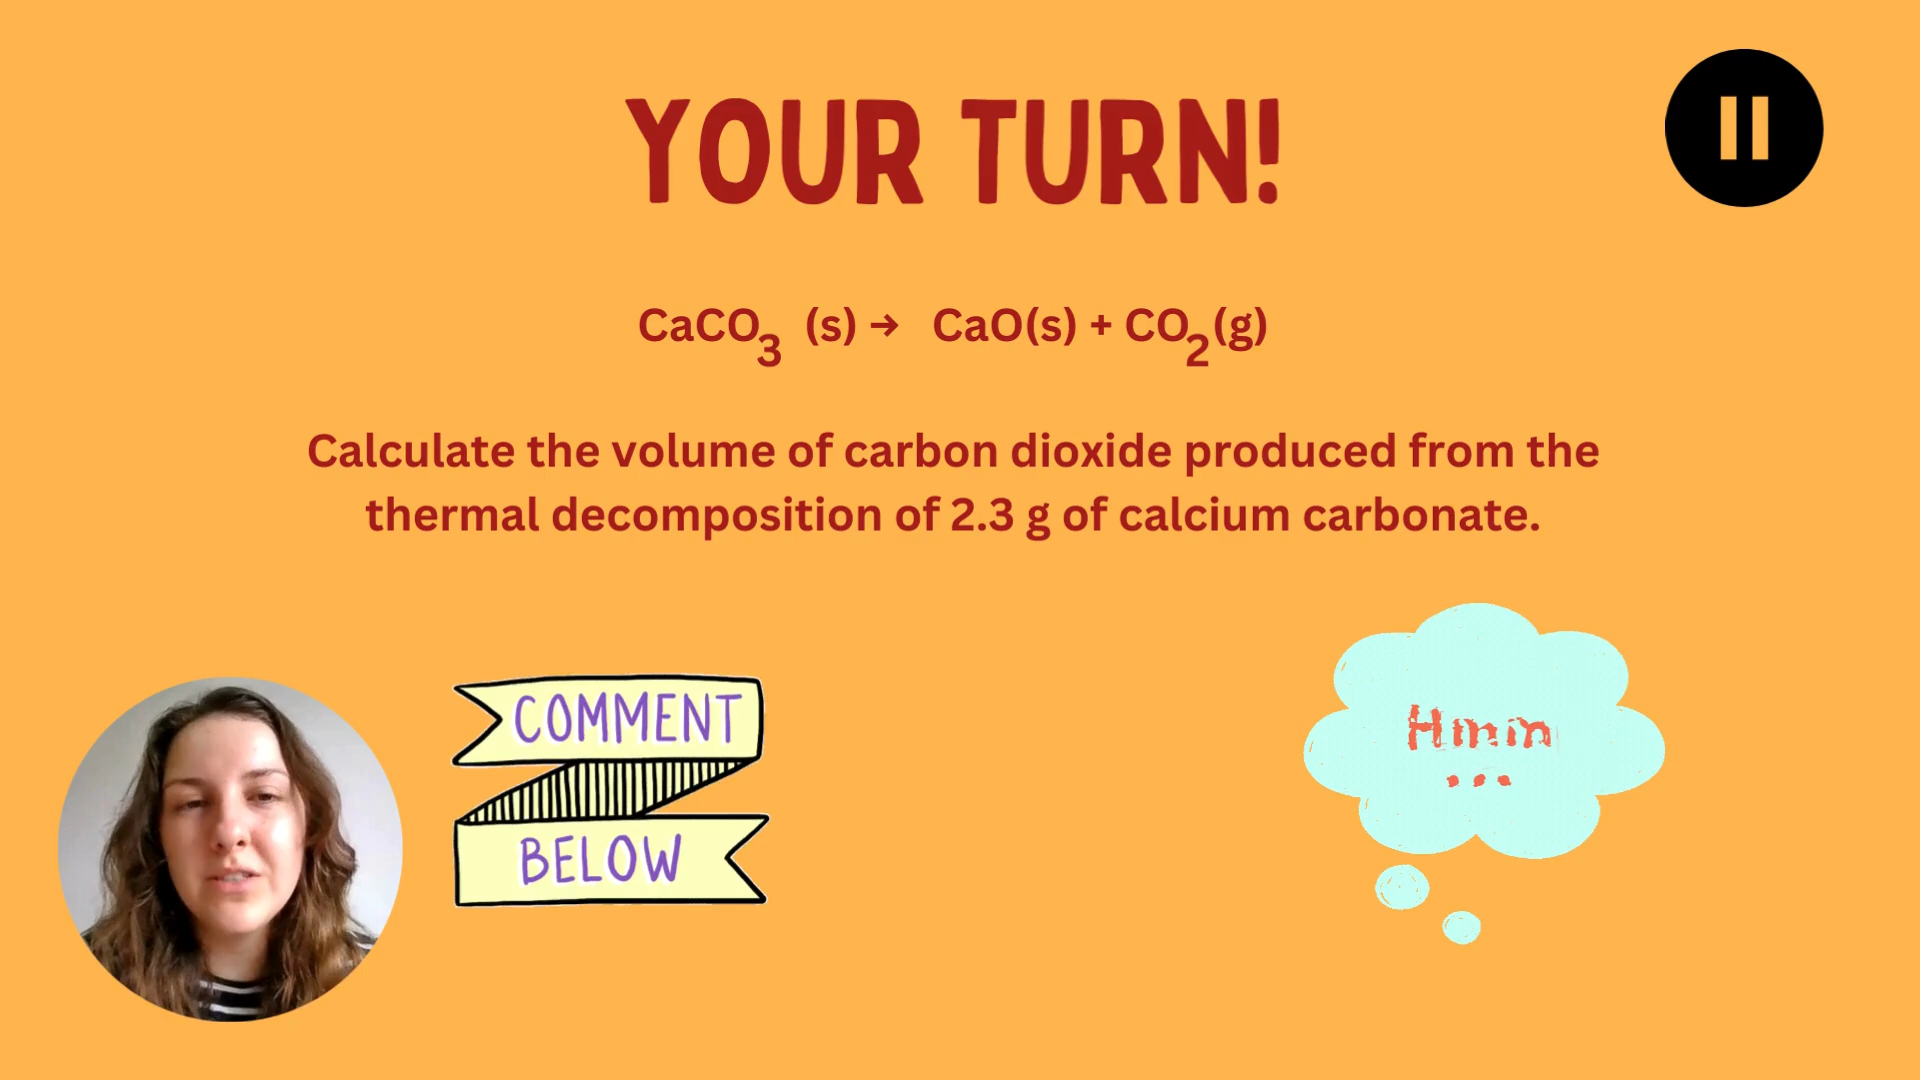 YOUR TURN!
CaCO₃ (s) → CaO(s) + CO₂(g)
Calculate the volume of carbon dioxide produced from the
thermal decomposition of 2.3 g of calcium carbonate.
COMMENT
BELOW
Hmm
...